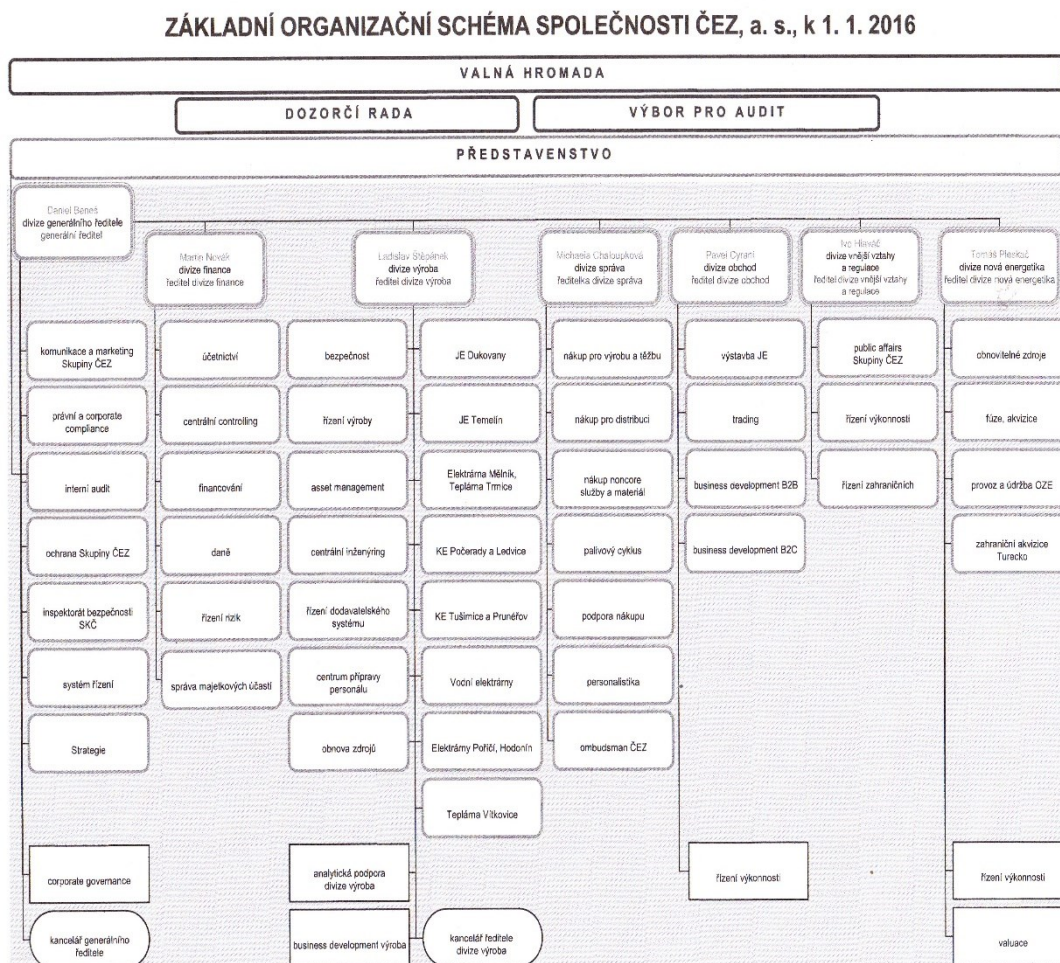 ZÁKLADNÍ ORGANIZAČNÍ SCHÉMA SPOLEČNOSTI ČEZ, a. s., k 1. 1. 2016
VALNÁ HROMADA
DOZORČÍ RADA
VÝBOR PRO AUDIT
PŘEDSTAVENSTVO
Daniel Beneš
divize generálního ředitele
generální ředitel
Martin Novák
divize finance
ředitel divize finance
Ladislav Štěpánek
divize výroba
ředitel divize výroba
Michaela Chaloupková
divize správa
ředitelka divize správa
Pavel Cyrani
divize obchod
ředitel divize obchod
Ivo Hlaváč
divize vnější vztahy
a regulace
ředitel divize vnější vztahy
a regulace
Tomáš Pleskač
divize nová energetika
ředitel divize nová energetika
komunikace a marketing
Skupiny ČEZ
právní a corporate
compliance
interní audit
ochrana Skupiny ČEZ
inspektorát bezpečnosti
SKČ
systém řízení
Strategie
corporate governance
kancelář generálního
ředitele
účetnictví
centrální controlling
financování
daně
řízení rizik
správa majetkových účastí
bezpečnost
řízení výroby
asset management
centrální inženýring
řízení dodavatelského
systému
centrum přípravy
personálu
obnova zdrojů
analytická podpora
divize výroba
business development výroba
JE Dukovany
JE Temelín
Elektrárna Mělník,
Teplárna Trmice
KE Počerady a Ledvice
KE Tušimice a Prunéřov
Vodní elektrárny
Elektrárny Poříčí, Hodonín
Teplárna Vítkovice
kancelář ředitele
divize výroba
nákup pro výrobu a těžbu
nákup pro distribuci
nákup noncore
služby a materiál
palivový cyklus
podpora nákupu
personalistika
ombudsman ČEZ
výstavba JE
trading
business development B2B
business development B2C
řízení výkonnosti
public affairs
Skupiny ČEZ
řízení výkonnosti
řízení zahraničních
obnovitelné zdroje
fúze, akvizice
provoz a údržba OZE
zahraniční akvizice
Turecko
řízení výkonnosti
valuace